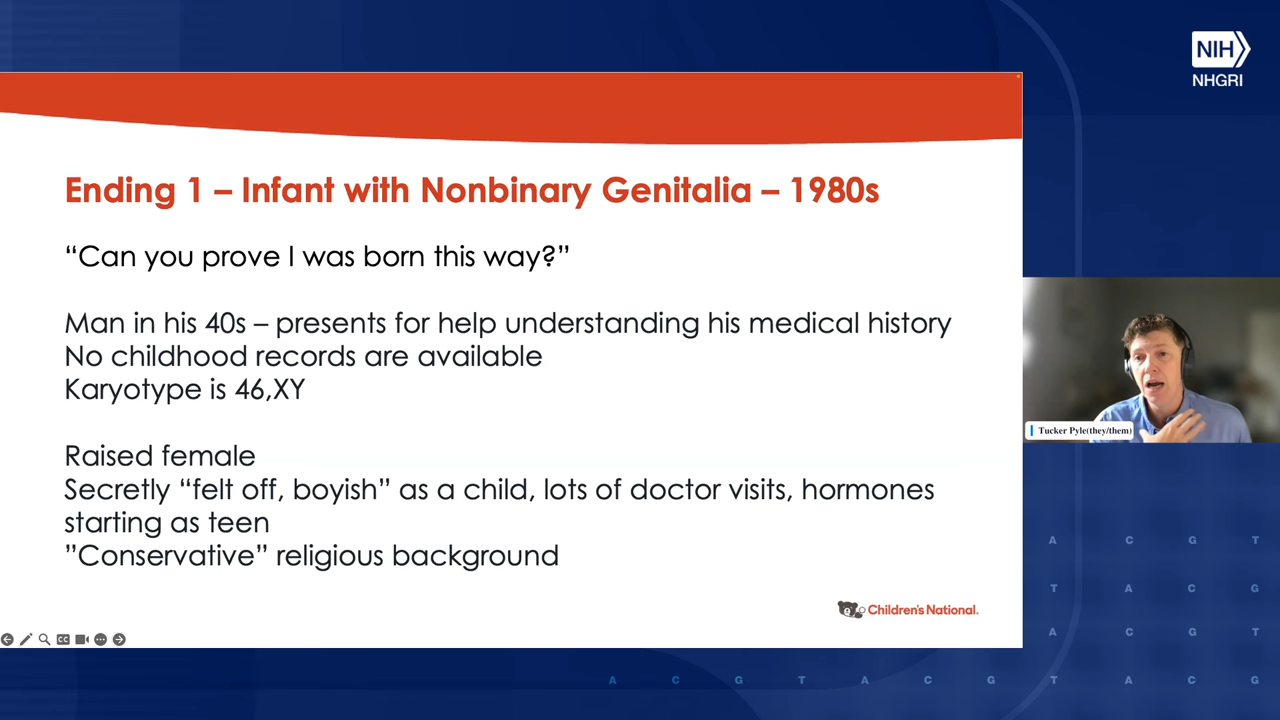 NIH
NHGRI
Ending 1 – Infant with Nonbinary Genitalia – 1980s
“Can you prove I was born this way?”
Man in his 40s – presents for help understanding his medical history
No childhood records are available
Karyotype is 46,XY
Raised female
Secretly “felt off, boyish” as a child, lots of doctor visits, hormones
starting as teen
”Conservative” religious background
Children's National.
CC
Tucker Pyle(they/them)
A C G T
T A C G
A C G T
A C G T A C G T A C G